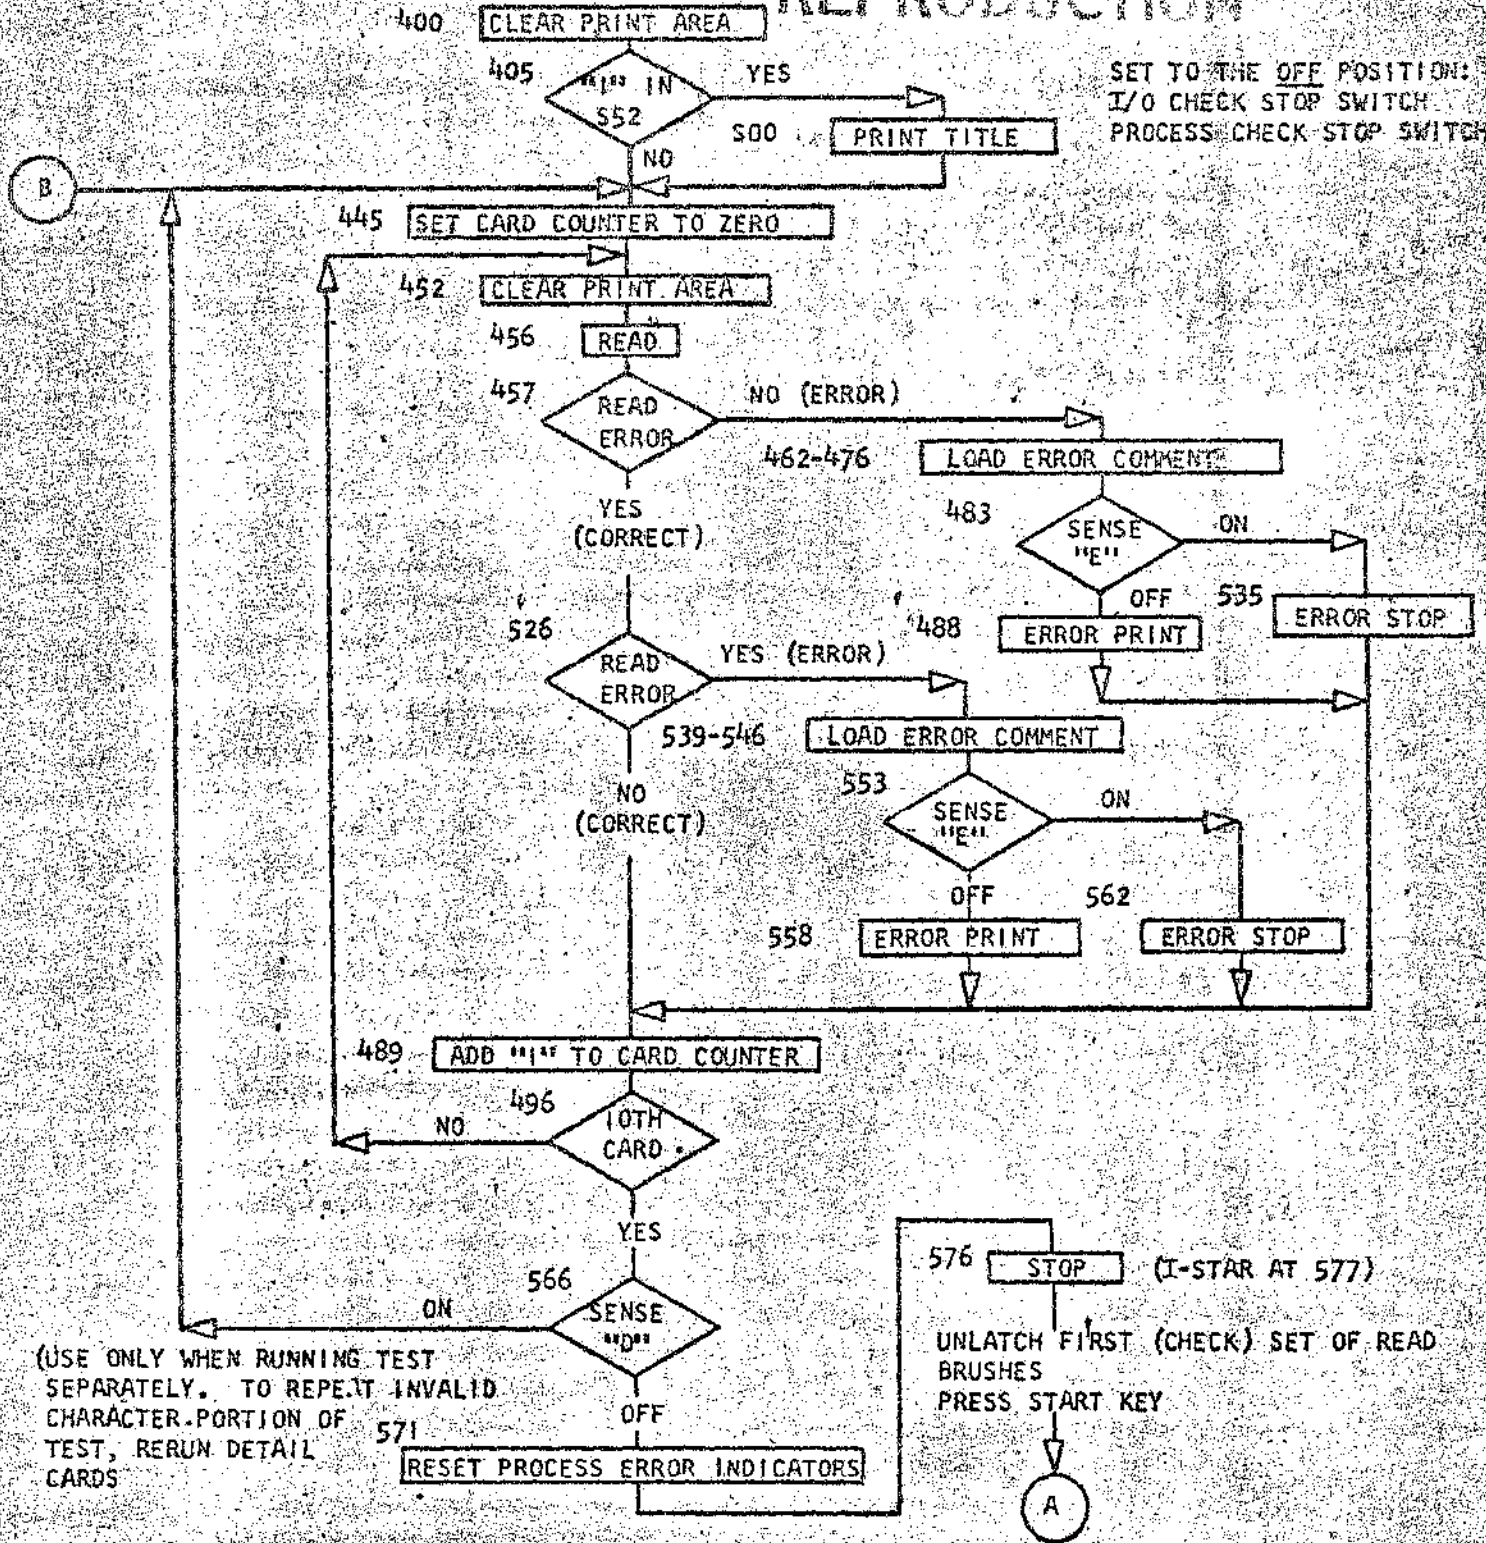 REPRODUCTION
400 CLEAR PRINT AREA
SET TO THE OFF POSITION:
I/O CHECK STOP SWITCH
PROCESS CHECK STOP SWITCH
405 "1" IN
S52
YES
500 PRINT TITLE
NO
B
445 SET CARD COUNTER TO ZERO
452 CLEAR PRINT AREA
456 READ
457 READ
ERROR
NO (ERROR)
462-476 LOAD ERROR COMMENT
YES
(CORRECT)
483 SENSE
"E"
ON
OFF
535 ERROR STOP
488 ERROR PRINT
526 READ
ERROR
YES (ERROR)
539-546 LOAD ERROR COMMENT
NO
(CORRECT)
553 SENSE
"E"
ON
OFF
562 ERROR STOP
558 ERROR PRINT
489 ADD "1" TO CARD COUNTER
496 10TH
CARD
NO
YES
566 SENSE
"D"
ON
(USE ONLY WHEN RUNNING TEST
SEPARATELY. TO REPEAT INVALID
CHARACTER PORTION OF
TEST, RERUN DETAIL
CARDS
OFF
571 RESET PROCESS ERROR INDICATORS
576 STOP (I-STAR AT 577)
UNLATCH FIRST (CHECK) SET OF READ
BRUSHES
PRESS START KEY
A